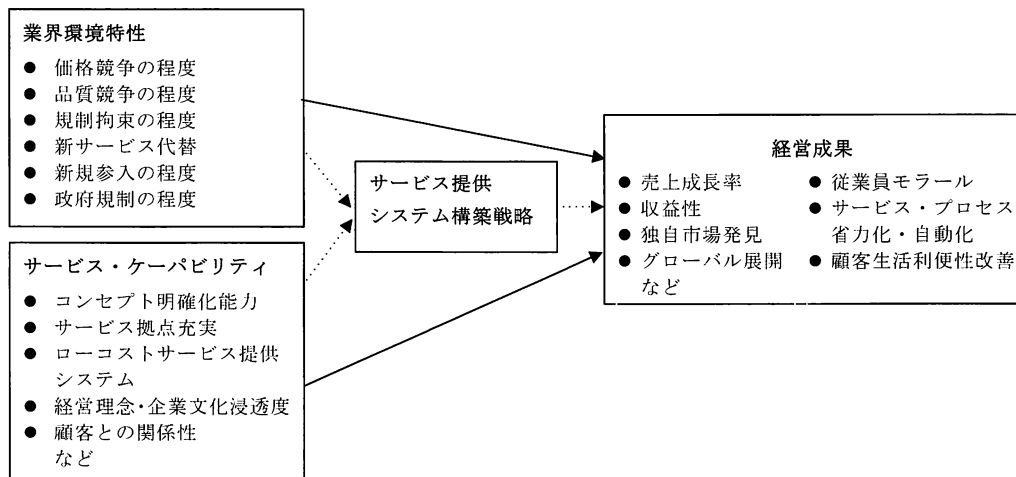 業界環境特性
● 価格競争の程度
● 品質競争の程度
● 規制拘束の程度
● 新サービス代替
● 新規参入の程度
● 政府規制の程度
サービス・ケーパビリティ
● コンセプト明確化能力
● サービス拠点充実
● ローコストサービス提供
システム
● 経営理念・企業文化浸透度
● 顧客との関係性
など
サービス提供
システム構築戦略
経営成果
● 売上成長率
● 収益性
● 独自市場発見
● グローバル展開
など
● 従業員モラール
● サービス・プロセス
省力化・自動化
● 顧客生活利便性改善